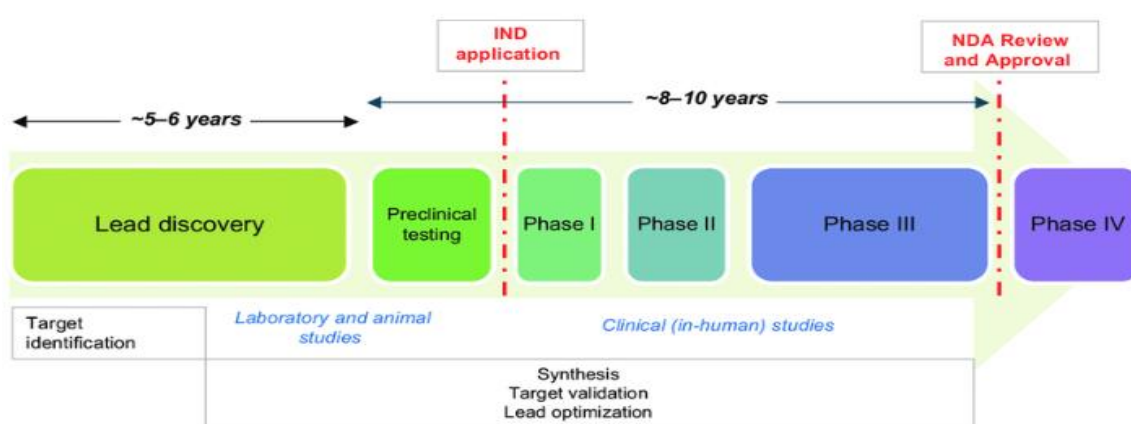 IND
application
NDA Review
and Approval
~5–6 years
~8–10 years
Lead discovery
Preclinical
testing
Phase I
Phase II
Phase III
Phase IV
Target
identification
Laboratory and animal
studies
Clinical (in-human) studies
Synthesis
Target validation
Lead optimization